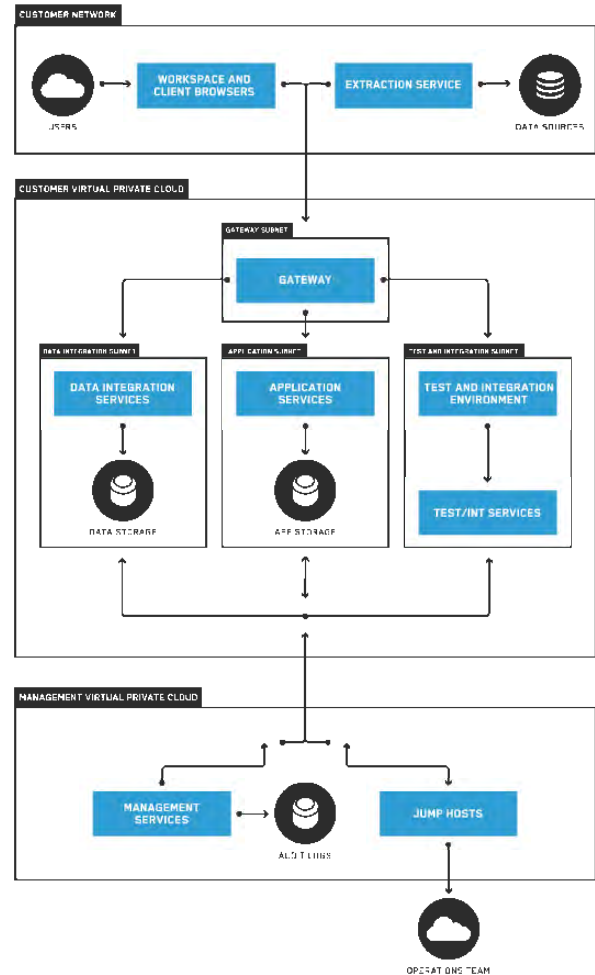 CUSTOMER NETWORK
WORKSPACE AND
CLIENT BROWSERS
EXTRACTION SERVICE
USERS
DATA SOURCES
CUSTOMER VIRTUAL PRIVATE CLOUD
GATEWAY SUBNET
GATEWAY
DATA INTEGRATION SUBNET
APPLICATION SUBNET
TEST AND INTEGRATION SUBNET
DATA INTEGRATION
SERVICES
APPLICATION
SERVICES
TEST AND INTEGRATION
ENVIRONMENT
TEST/INT SERVICES
DATA STORAGE
APP STORAGE
MANAGEMENT VIRTUAL PRIVATE CLOUD
MANAGEMENT
SERVICES
JUMP HOSTS
AUDIT LOGS
OPERATIONS TEAM